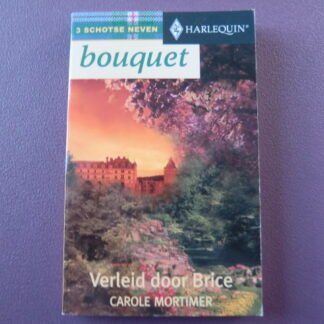 3 SCHOTSE NEVEN
HARLEQUIN®
bouquet
Verleid door Brice
CAROLE MORTIMER